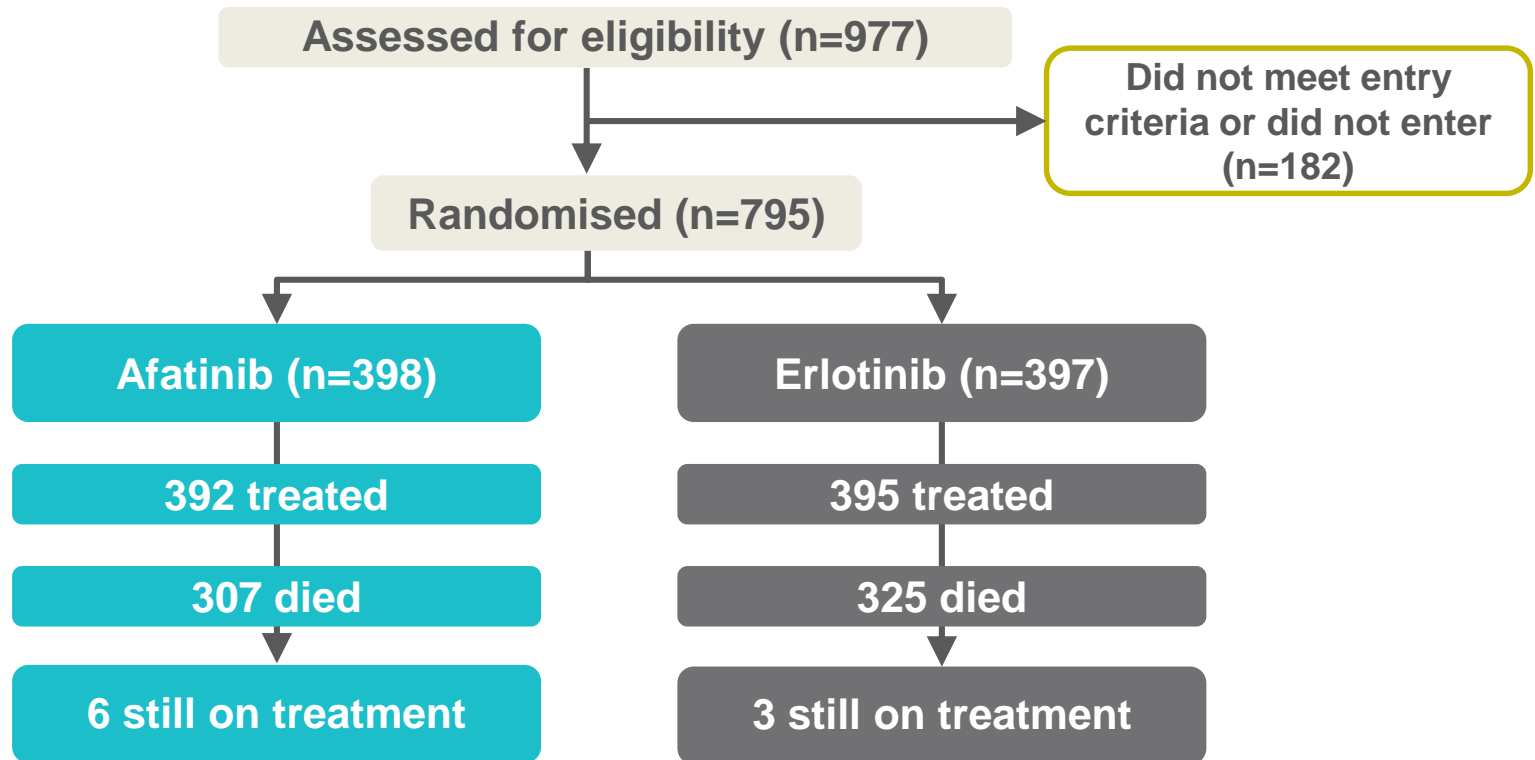 Assessed for eligibility (n=977)
Did not meet entry
criteria or did not enter
(n=182)
Randomised (n=795)
Afatinib (n=398)
Erlotinib (n=397)
392 treated
395 treated
307 died
325 died
6 still on treatment
3 still on treatment